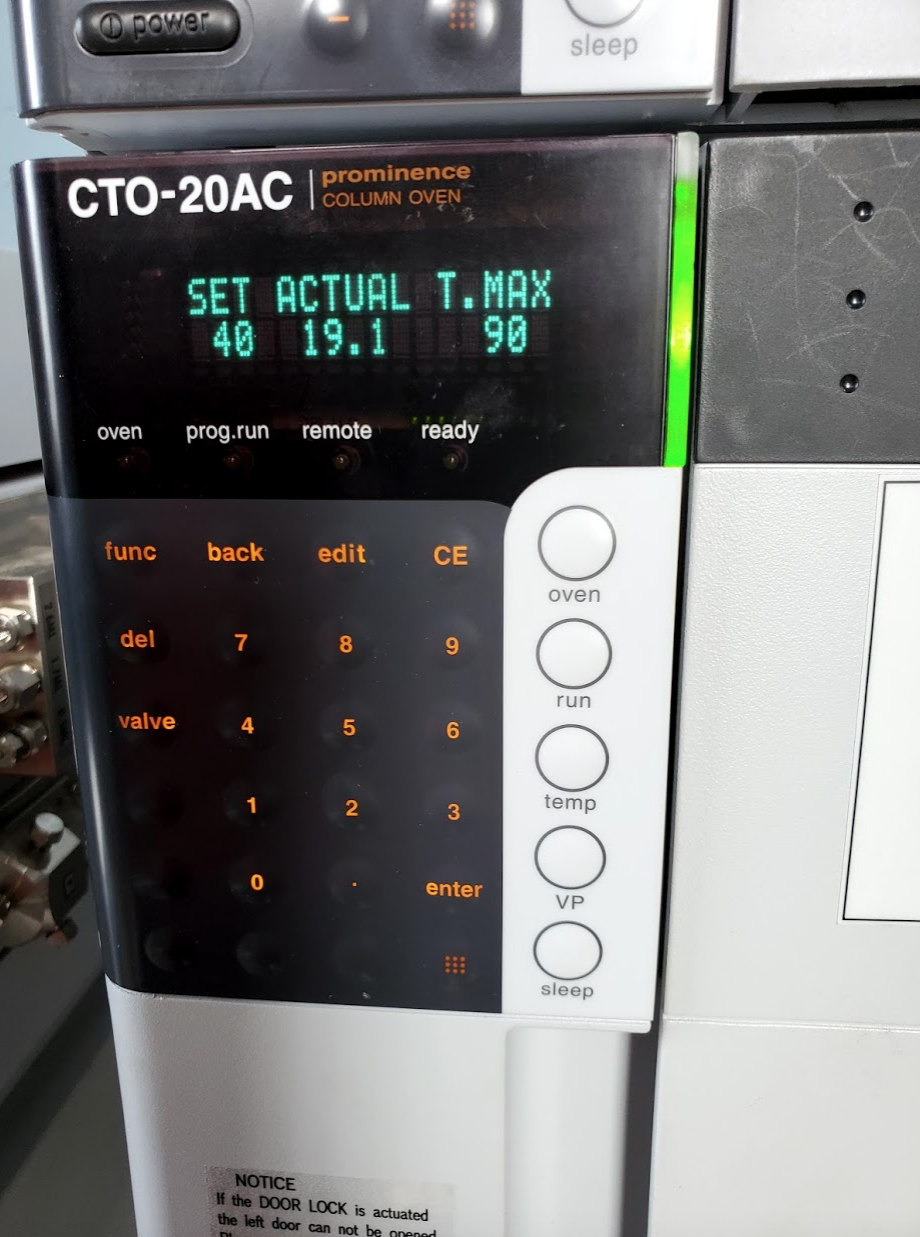 power
sleep
CTO-20AC
prominence
COLUMN OVEN
SET ACTUAL T.MAX
40 19.1 90
oven prog.run remote ready
func back edit CE
del 7 8 9
valve 4 5 6
1 2 3
0 . enter
oven
run
temp
VP
sleep
NOTICE
If the DOOR LOCK is actuated
the left door can not be opened